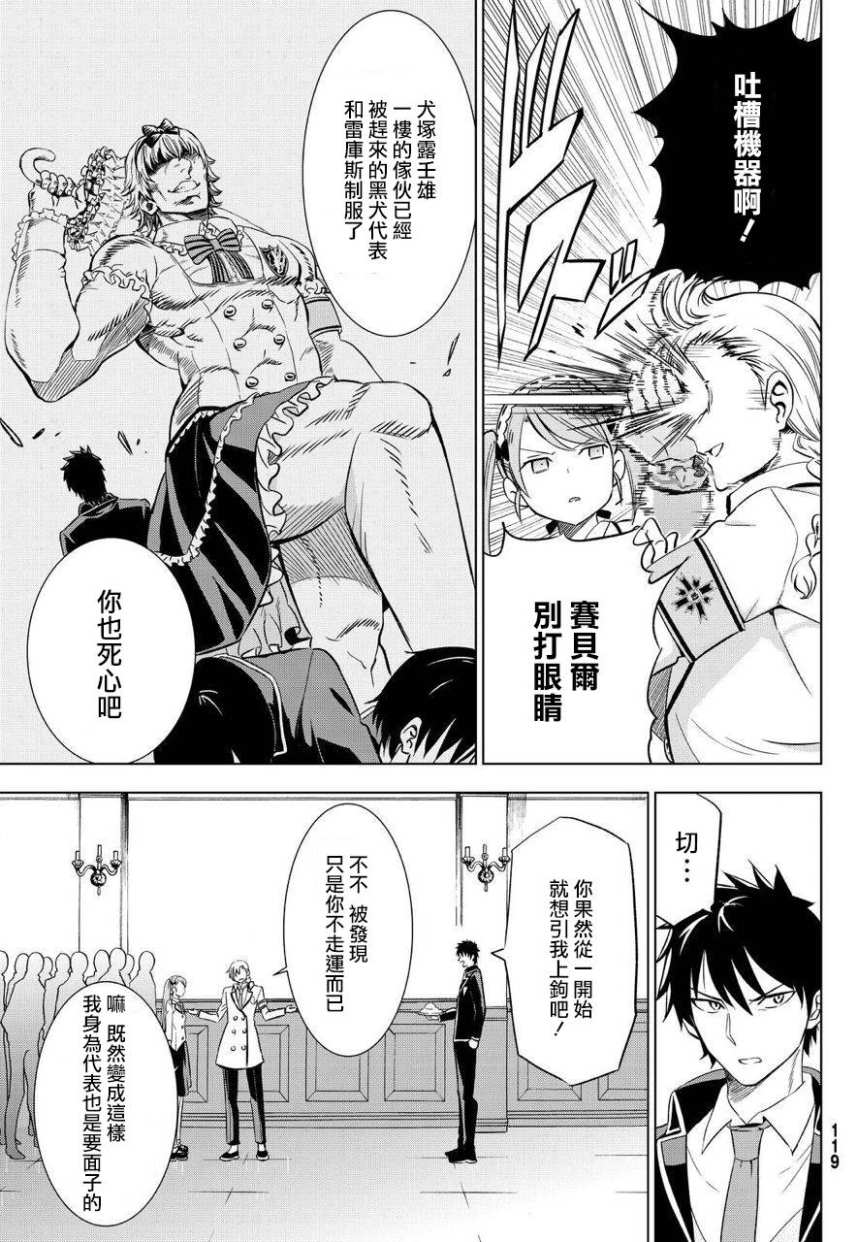 吐槽機器啊！
賽貝爾
別打眼睛
犬塚露壬雄
一樓的傢伙已經
被趕來的黑犬代表
和雷庫斯制服了
你也死心吧
切…
你果然從一開始
就想引我上鉤吧！
不不 被發現
只是你不走運而已
嘛 既然變成這樣
我身為代表也是要面子的
119